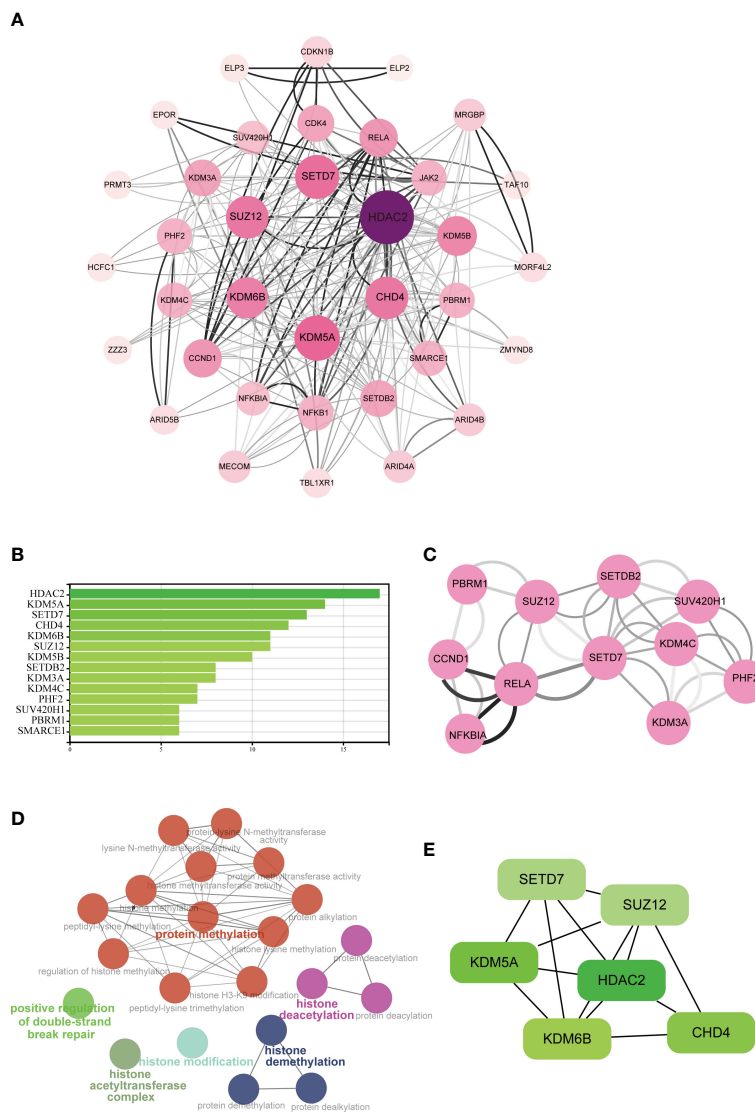 A
CDKN1B
ELP3
ELP2
EPOR
MRGBP
CDK4
SUV420H1
RELA
SETD7
JAK2
PRMT3
KDM3A
TAF10
SUZ12
HDAC2
PHF2
KDM5B
HCFC1
MORF4L2
KDM6B
CHD4
KDM4C
PBRM1
KDM5A
ZZZ3
CCND1
SMARCE1
ZMYND8
NFKBIA
SETDB2
NFKB1
ARID5B
ARID4B
MECOM
ARID4A
TBL1XR1
B
HDAC2
KDM5A
SETD7
CHD4
KDM6B
SUZ12
KDM5B
SETDB2
KDM3A
KDM4C
PHF2
SUV420H1
PBRM1
SMARCE1
0 5 10 15
C
PBRM1
SETDB2
SUZ12
SUV420H1
KDM4C
CCND1
SETD7
RELA
PHF2
KDM3A
NFKBIA
D
protein-lysine N-methyltransferase
activity
lysine N-methyltransferase activity
protein methyltransferase activity
histone methyltransferase activity
histone methylation
protein alkylation
peptidyl-lysine methylation
protein methylation
histone lysine methylation
protein deacetylation
regulation of histone methylation
histone H3-K9 modification
peptidyl-lysine trimethylation
histone
deacetylation
protein deacylation
positive regulation
of double-strand
break repair
histone modification
histone
demethylation
histone
acetyltransferase
complex
protein demethylation
protein dealkylation
E
SETD7
SUZ12
KDM5A
HDAC2
KDM6B
CHD4